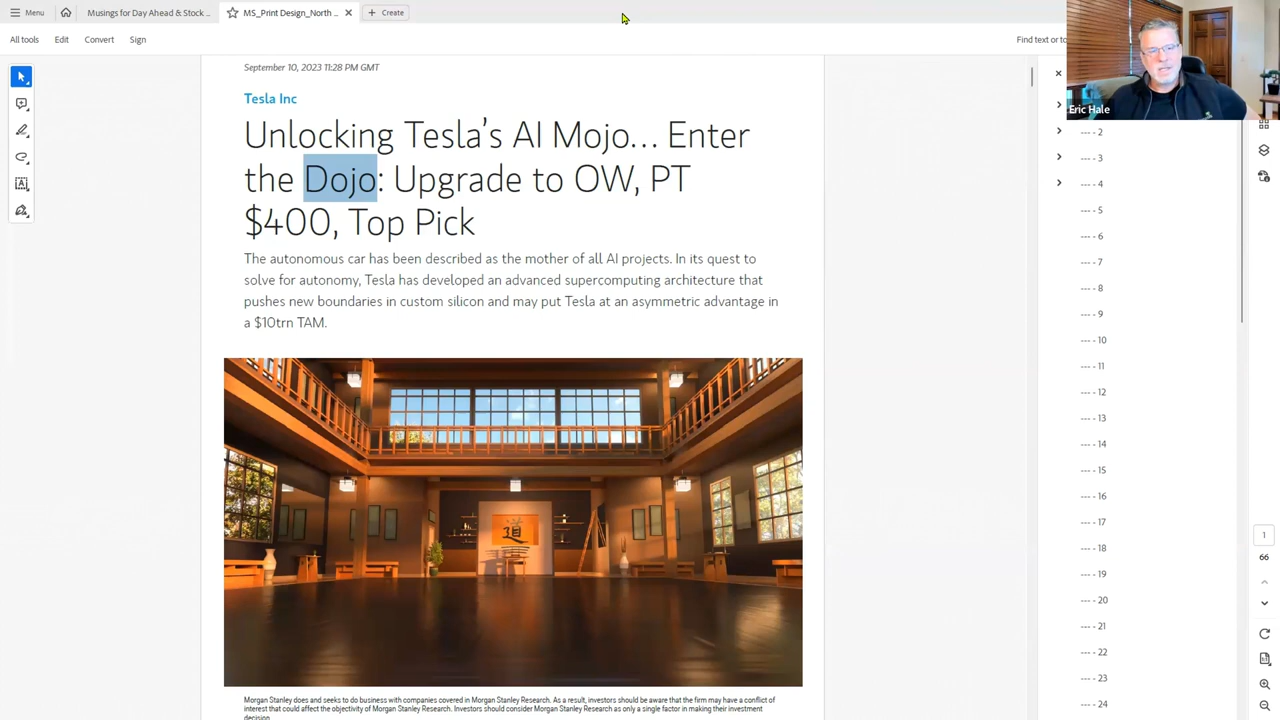 Menu
Musings for Day Ahead & Stock ...
MS_Print Design_North ...
Create
All tools
Edit
Convert
Sign
Find text or to
Eric Hale
September 10, 2023 11:28 PM GMT
Tesla Inc
Unlocking Tesla's AI Mojo... Enter
the Dojo: Upgrade to OW, PT
$400, Top Pick
The autonomous car has been described as the mother of all AI projects. In its quest to
solve for autonomy, Tesla has developed an advanced supercomputing architecture that
pushes new boundaries in custom silicon and may put Tesla at an asymmetric advantage in
a $10trn TAM.
道
Morgan Stanley does and seeks to do business with companies covered in Morgan Stanley Research. As a result, investors should be aware that the firm may have a conflict of
interest that could affect the objectivity of Morgan Stanley Research. Investors should consider Morgan Stanley Research as only a single factor in making their investment
decision.
--- - 2
--- - 3
--- - 4
--- - 5
--- - 6
--- - 7
--- - 8
--- - 9
--- - 10
--- - 11
--- - 12
--- - 13
--- - 14
--- - 15
--- - 16
--- - 17
--- - 18
--- - 19
--- - 20
--- - 21
--- - 22
--- - 23
--- - 24
1
66